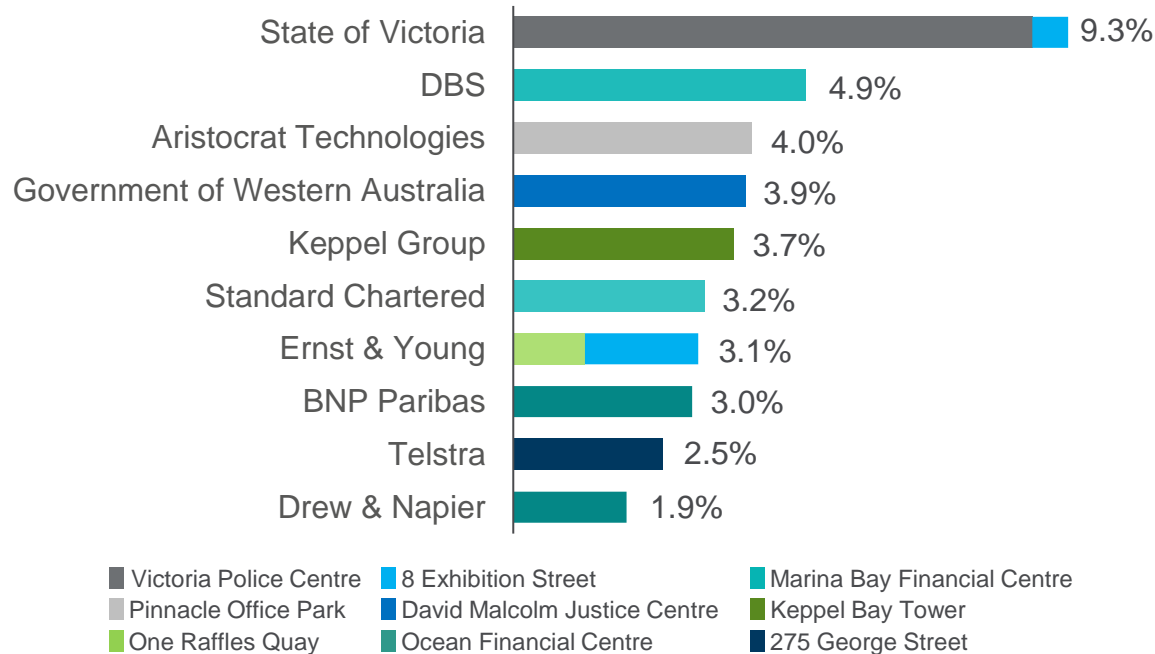 State of Victoria 9.3%
DBS 4.9%
Aristocrat Technologies 4.0%
Government of Western Australia 3.9%
Keppel Group 3.7%
Standard Chartered 3.2%
Ernst & Young 3.1%
BNP Paribas 3.0%
Telstra 2.5%
Drew & Napier 1.9%
Victoria Police Centre 8 Exhibition Street Marina Bay Financial Centre
Pinnacle Office Park David Malcolm Justice Centre Keppel Bay Tower
One Raffles Quay Ocean Financial Centre 275 George Street